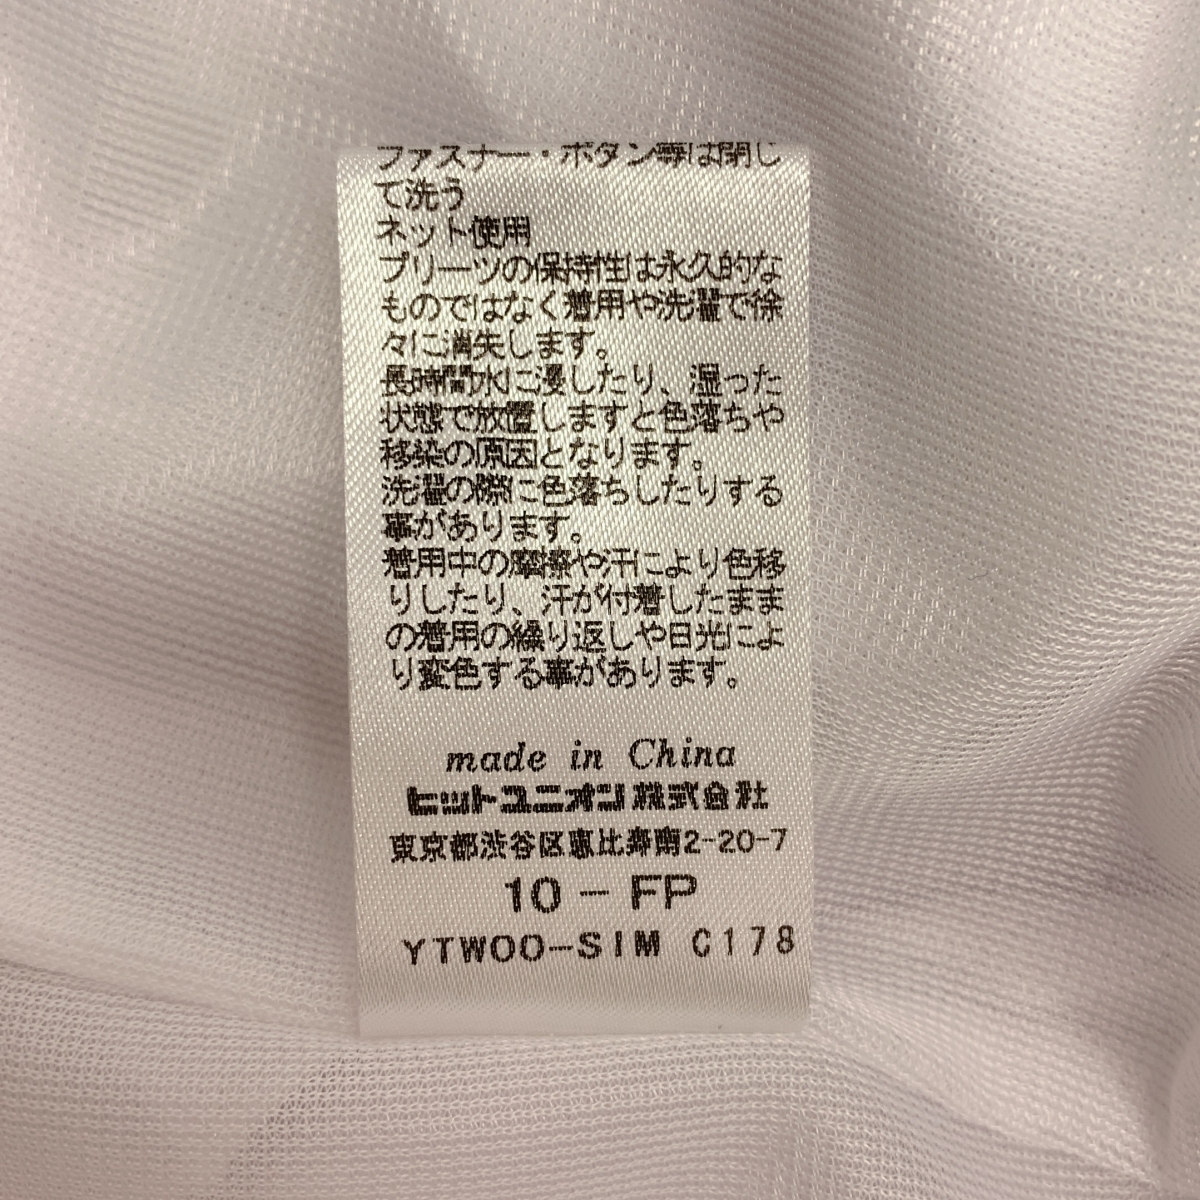 ファスナー・ボタン等は閉じ
て洗う
ネット使用
プリーツの保持性は永久的な
ものではなく着用や洗濯で徐
々に消失します。
長時間水に浸したり、湿った
状態で放置しますと色落ちや
移染の原因となります。
洗濯の際に色落ちしたりする
事があります。
着用中の摩擦や汗により色移
りしたり、汗が付着したまま
の着用の繰り返しや日光によ
り変色する事があります。
made in China
ヒットユニオン株式会社
東京都渋谷区恵比寿南2-20-7
10-FP
YTWOO-SIM C178